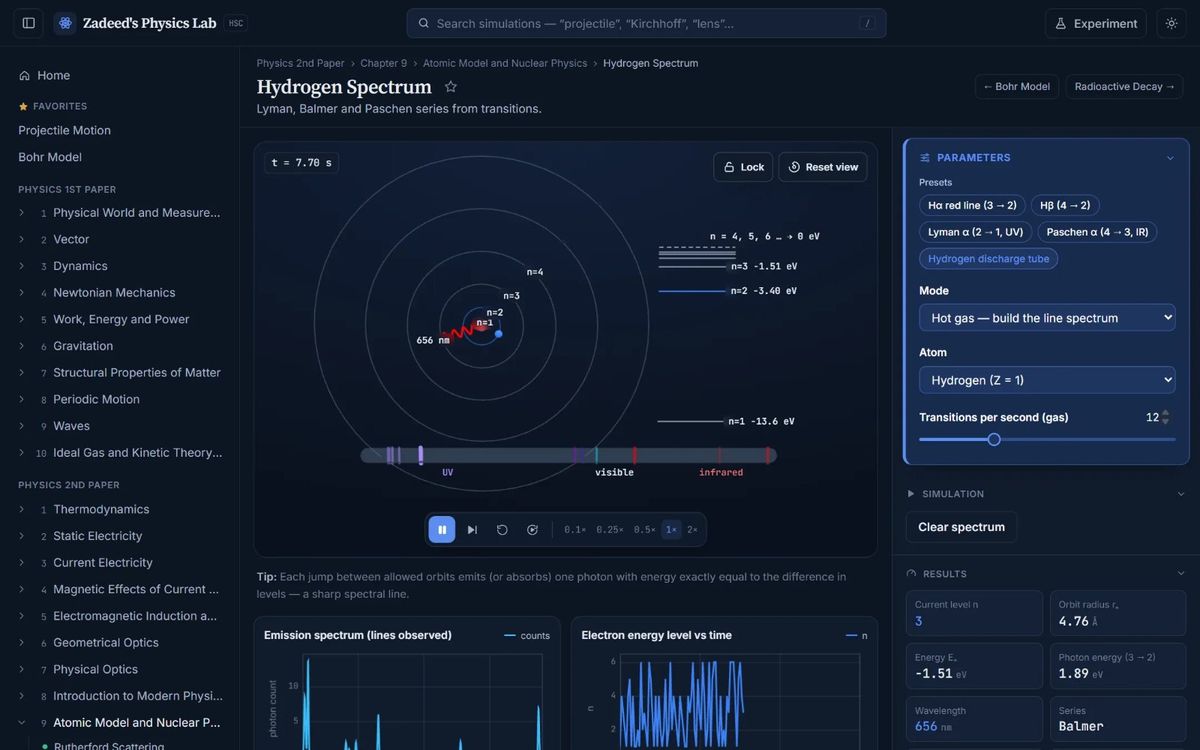 Zadeed's Physics Lab HSC
Search simulations — “projectile”, “Kirchhoff”, “lens”… /
Experiment
Home
FAVORITES
Projectile Motion
Bohr Model
PHYSICS 1ST PAPER
1 Physical World and Measure...
2 Vector
3 Dynamics
4 Newtonian Mechanics
5 Work, Energy and Power
6 Gravitation
7 Structural Properties of Matter
8 Periodic Motion
9 Waves
10 Ideal Gas and Kinetic Theory...
PHYSICS 2ND PAPER
1 Thermodynamics
2 Static Electricity
3 Current Electricity
4 Magnetic Effects of Current ...
5 Electromagnetic Induction a...
6 Geometrical Optics
7 Physical Optics
8 Introduction to Modern Physi...
9 Atomic Model and Nuclear P...
Rutherford Scattering
Physics 2nd Paper › Chapter 9 › Atomic Model and Nuclear Physics › Hydrogen Spectrum
Hydrogen Spectrum
Lyman, Balmer and Paschen series from transitions.
← Bohr Model
Radioactive Decay →
t = 7.70 s
Lock
Reset view
n = 4, 5, 6 … → 0 eV
n=3 -1.51 eV
n=2 -3.40 eV
n=1 -13.6 eV
n=4
n=3
n=2
n=1
656 nm
UV
visible
infrared
0.1× 0.25× 0.5× 1× 2×
Tip: Each jump between allowed orbits emits (or absorbs) one photon with energy exactly equal to the difference in
levels — a sharp spectral line.
Emission spectrum (lines observed)
counts
photon count
10
5
Electron energy level vs time
n
n
6
4
2
PARAMETERS
Presets
Hα red line (3 → 2)
Hβ (4 → 2)
Lyman α (2 → 1, UV)
Paschen α (4 → 3, IR)
Hydrogen discharge tube
Mode
Hot gas — build the line spectrum
Atom
Hydrogen (Z = 1)
Transitions per second (gas) 12
SIMULATION
Clear spectrum
RESULTS
Current level n
3
Orbit radius rₙ
4.76 Å
Energy Eₙ
-1.51 eV
Photon energy (3 → 2)
1.89 eV
Wavelength
656 nm
Series
Balmer